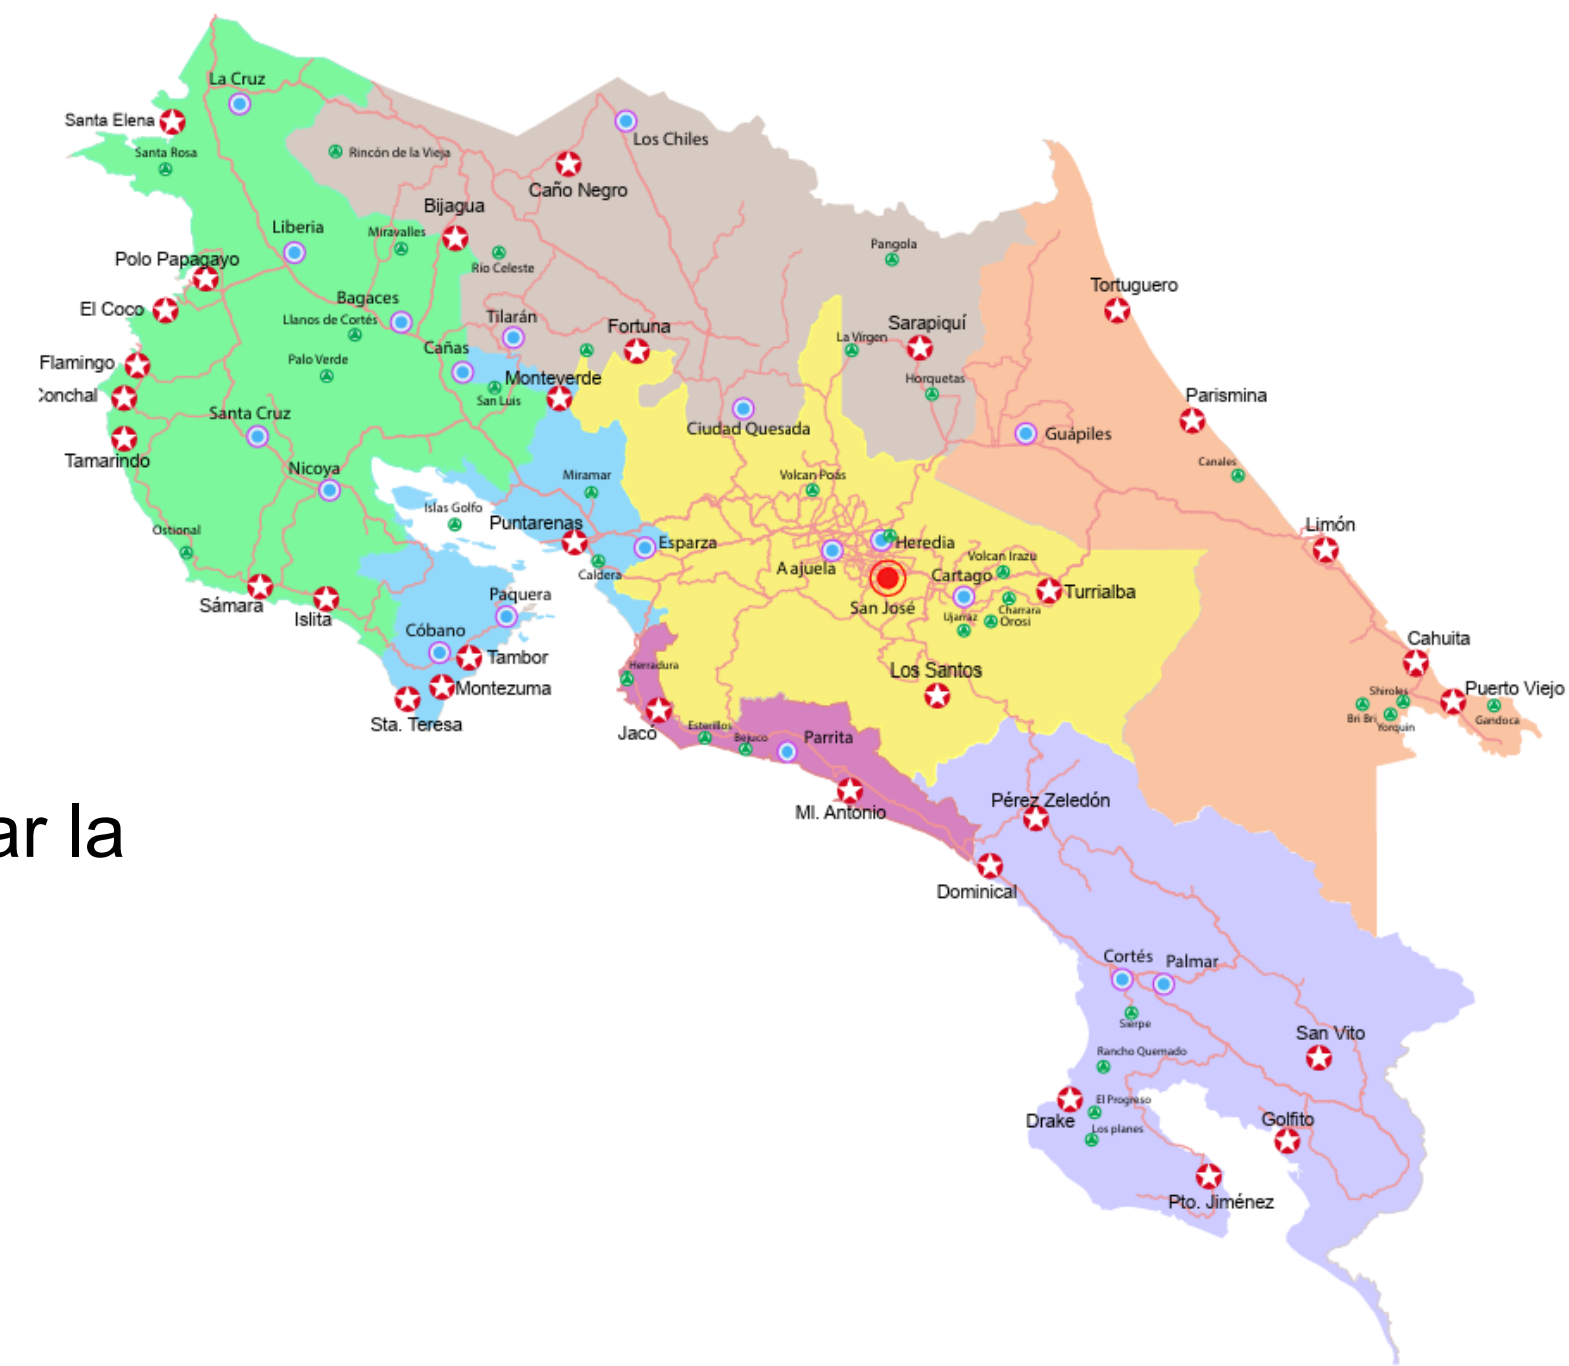 La Cruz
Santa Elena
Santa Rosa
Rincón de la Vieja
Los Chiles
Caño Negro
Bijagua
Liberia
Miravalles
Río Celeste
Polo Papagayo
Pangola
El Coco
Bagaces
Llanos de Cortés
Tilarán
Fortuna
Sarapiquí
La Virgen
Tortuguero
Flamingo
Palo Verde
Cañas
Monteverde
San Luis
Horquetas
Conchal
Parismina
Santa Cruz
Ciudad Quesada
Guápiles
Tamarindo
Nicoya
Canales
Miramar
Volcan Poás
Islas Golfo
Puntarenas
Limón
Ostional
Esparza
Heredia
Caldera
A ajuela
Volcan Irazu
Cartago
Turrialba
Sámara
Islita
Paquera
San José
Charrara
Ujarraz
Orosi
Cóbano
Tambor
Cahuita
Montezuma
Herradura
Los Santos
Puerto Viejo
Shiroles
Sta. Teresa
Jacó
Esterillos
Bejuco
Parrita
Bri Bri
Yorquin
Gandoca
Ml. Antonio
Pérez Zeledón
ar la
Dominical
Cortés
Palmar
Sierpe
San Vito
Rancho Quemado
El Progreso
Drake
Los planes
Golfito
Pto. Jiménez